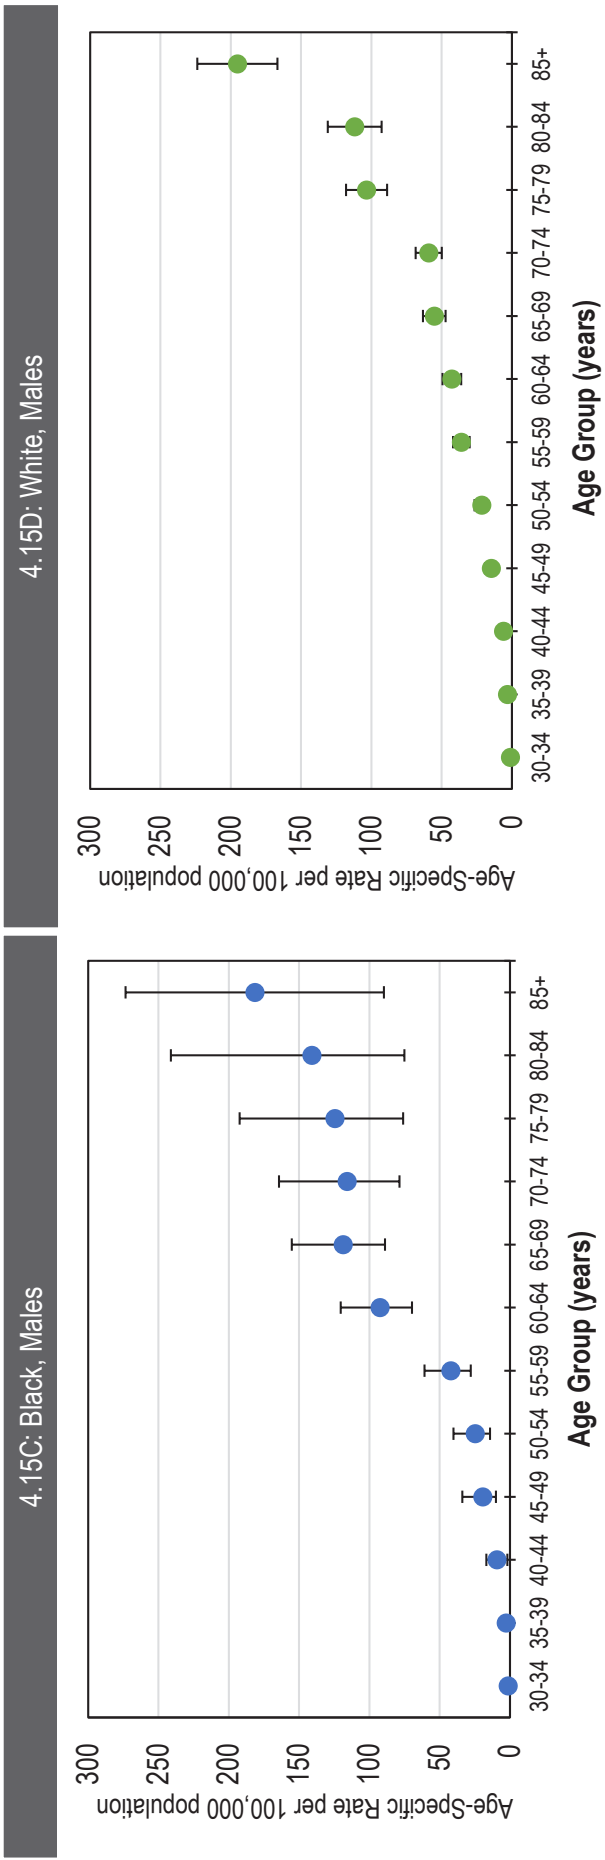 4.15C: Black, Males
Age-Specific Rate per 100,000 population
300
250
200
150
100
50
0
30-34 35-39 40-44 45-49 50-54 55-59 60-64 65-69 70-74 75-79 80-84 85+
Age Group (years)
4.15D: White, Males
Age-Specific Rate per 100,000 population
300
250
200
150
100
50
0
30-34 35-39 40-44 45-49 50-54 55-59 60-64 65-69 70-74 75-79 80-84 85+
Age Group (years)